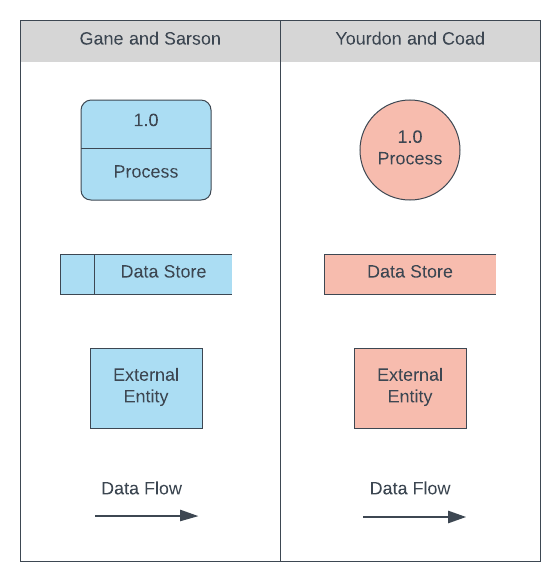 Gane and Sarson
Yourdon and Coad
1.0
Process
1.0
Process
Data Store
Data Store
External
Entity
External
Entity
Data Flow
Data Flow